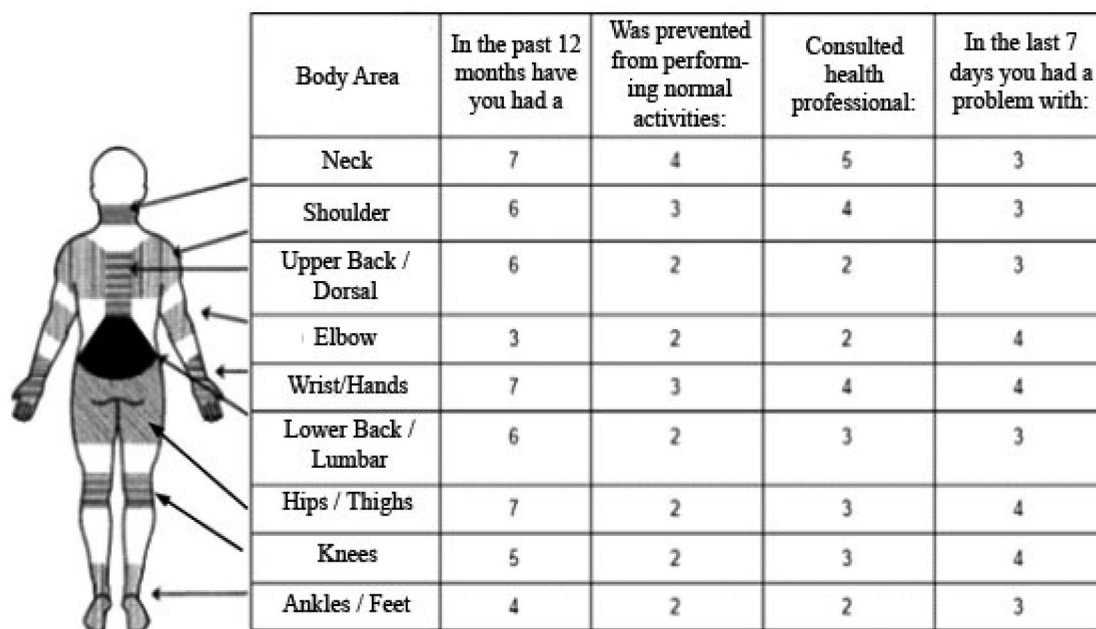 Body Area
In the past 12
months have
you had a
Was prevented
from perform-
ing normal
activities:
Consulted
health
professional:
In the last 7
days you had a
problem with:
Neck 7 4 5 3
Shoulder 6 3 4 3
Upper Back /
Dorsal
6 2 2 3
Elbow 3 2 2 4
Wrist/Hands 7 3 4 4
Lower Back /
Lumbar
6 2 3 3
Hips / Thighs 7 2 3 4
Knees 5 2 3 4
Ankles / Feet 4 2 2 3